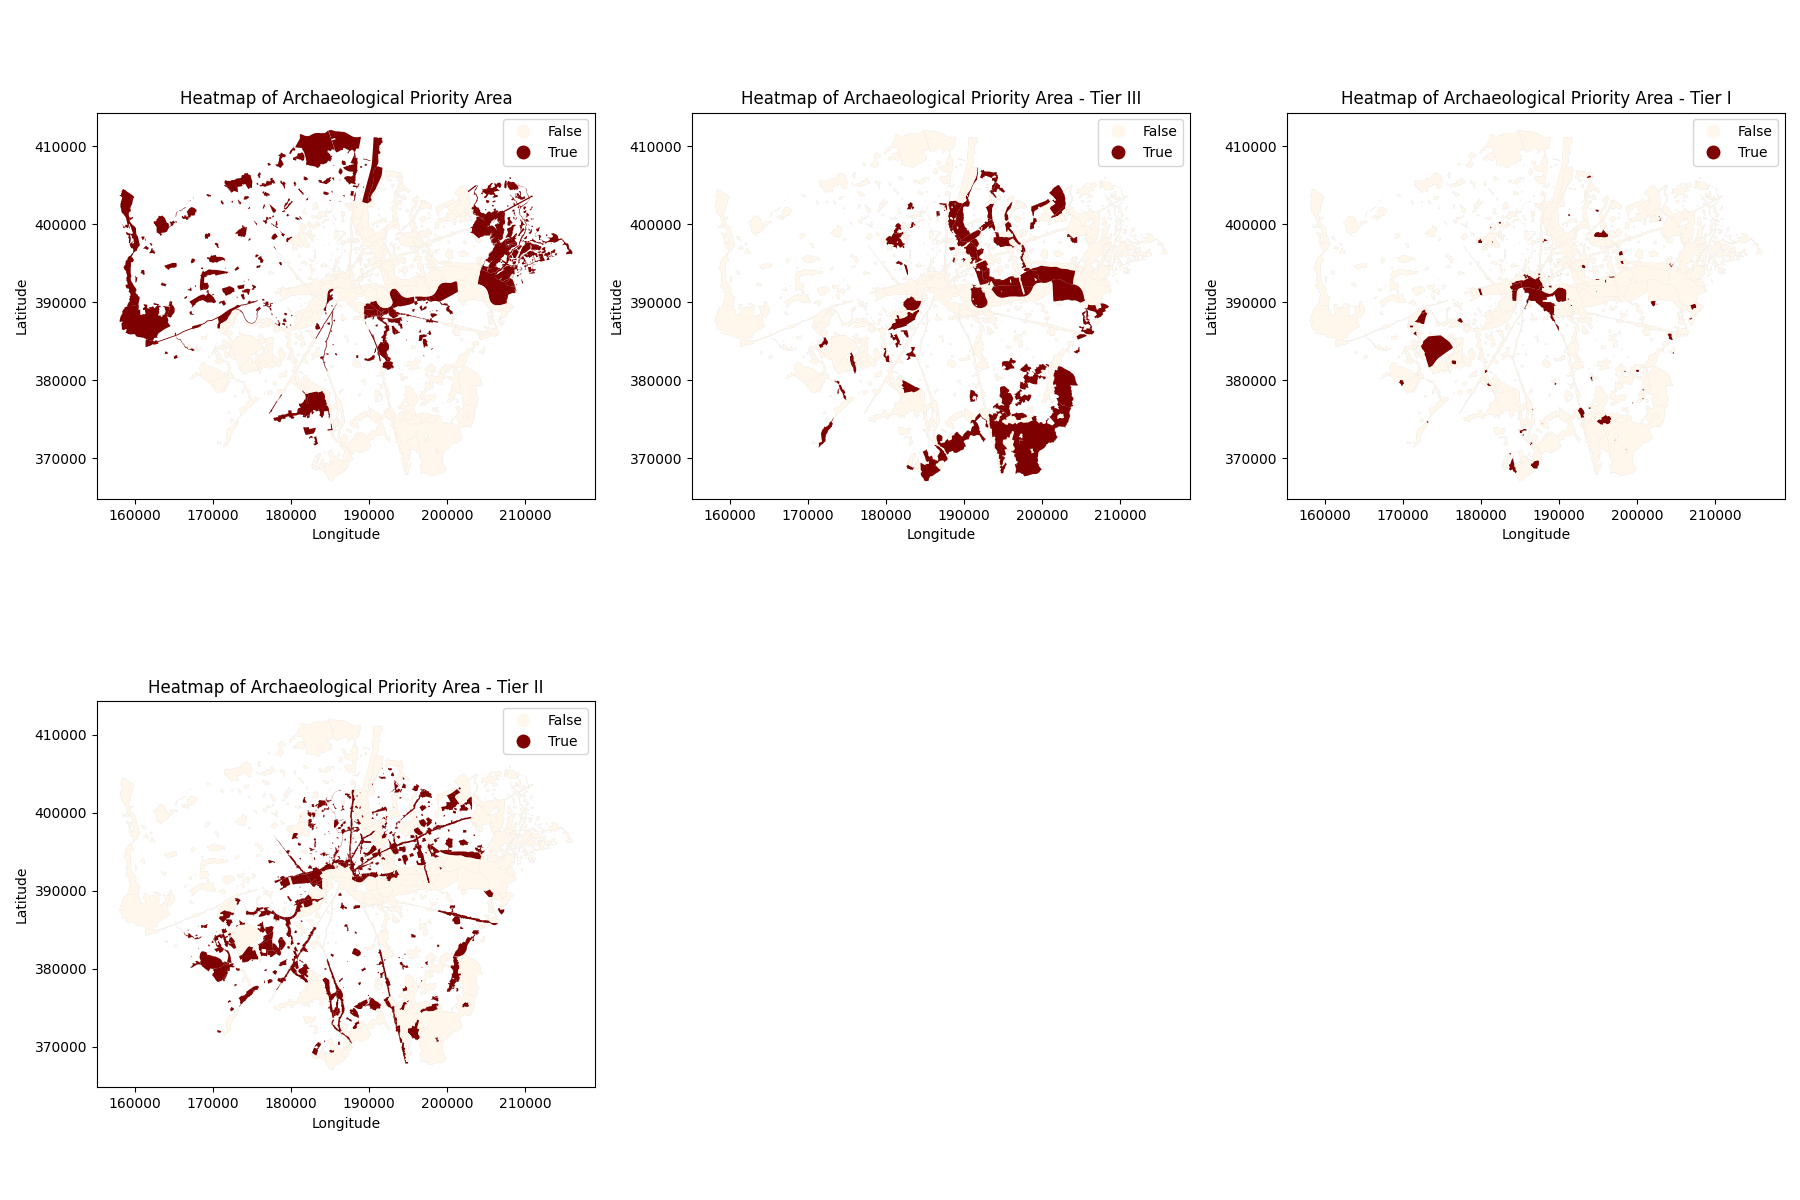 Heatmap of Archaeological Priority Area
False
True
410000
400000
390000
380000
370000
Latitude
160000 170000 180000 190000 200000 210000
Longitude
Heatmap of Archaeological Priority Area - Tier III
False
True
410000
400000
390000
380000
370000
Latitude
160000 170000 180000 190000 200000 210000
Longitude
Heatmap of Archaeological Priority Area - Tier I
False
True
410000
400000
390000
380000
370000
Latitude
160000 170000 180000 190000 200000 210000
Longitude
Heatmap of Archaeological Priority Area - Tier II
False
True
410000
400000
390000
380000
370000
Latitude
160000 170000 180000 190000 200000 210000
Longitude